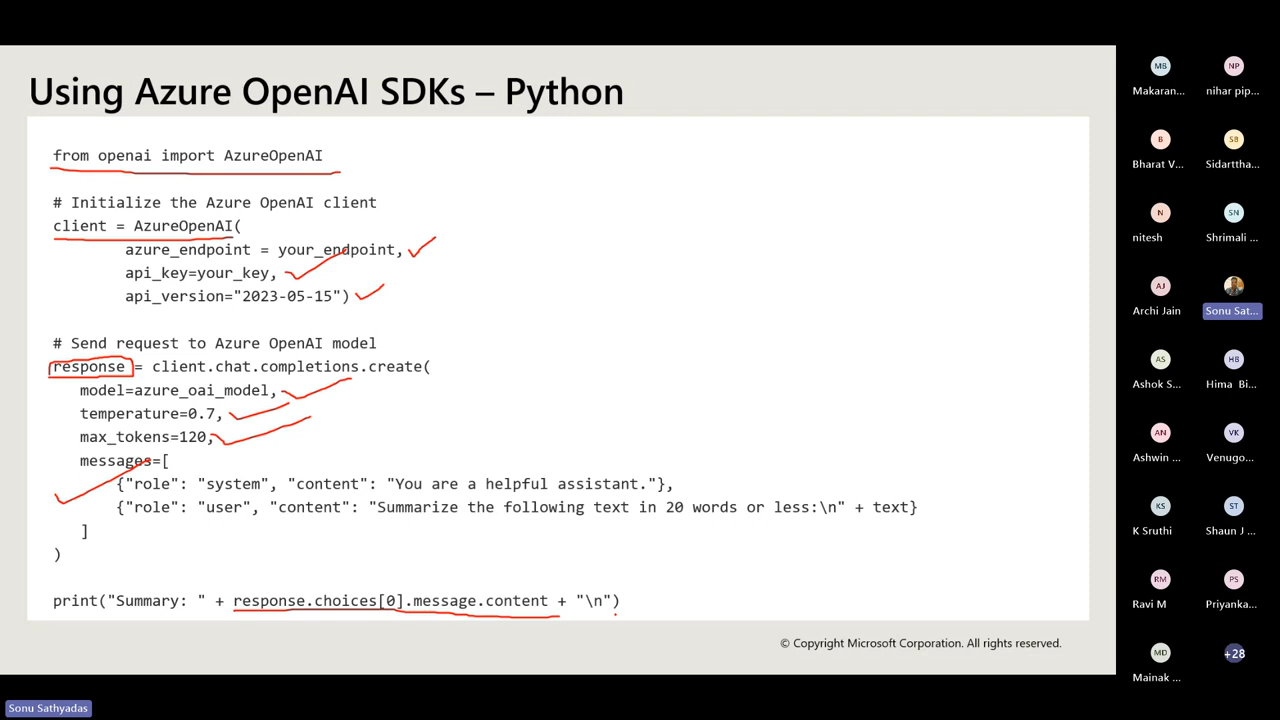 Using Azure OpenAI SDKs – Python
from openai import AzureOpenAI
# Initialize the Azure OpenAI client
client = AzureOpenAI(
azure_endpoint = your_endpoint,
api_key=your_key,
api_version="2023-05-15")
# Send request to Azure OpenAI model
response = client.chat.completions.create(
model=azure_oai_model,
temperature=0.7,
max_tokens=120,
messages=[
{"role": "system", "content": "You are a helpful assistant."},
{"role": "user", "content": "Summarize the following text in 20 words or less:\n" + text}
]
)
print("Summary: " + response.choices[0].message.content + "\n")
© Copyright Microsoft Corporation. All rights reserved.
Sonu Sathyadas
MB NP
Makaran... nihar pip...
B SB
Bharat V... Sidarttha...
N SN
nitesh Shrimali ...
AJ
Archi Jain Sonu Sat...
AS HB
Ashok S... Hima Bi...
AN VK
Ashwin ... Venugo...
KS ST
K Sruthi Shaun J ...
RM PS
Ravi M Priyanka...
MD +28
Mainak ...